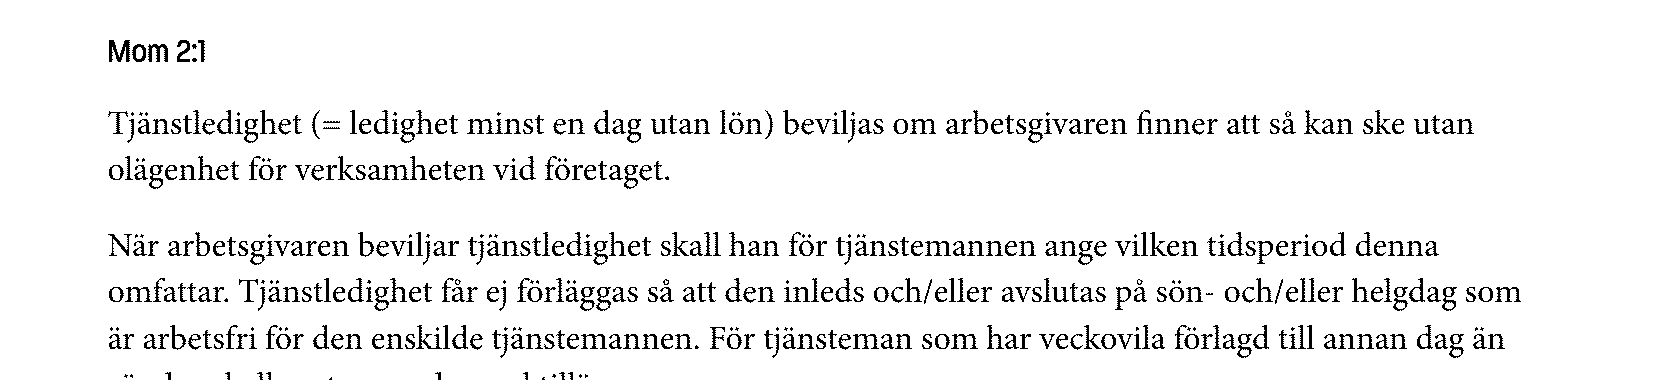 Mom 2:1
Tjänstledighet (= ledighet minst en dag utan lön) beviljas om arbetsgivaren finner att så kan ske utan
olägenhet för verksamheten vid företaget.
När arbetsgivaren beviljar tjänstledighet skall han för tjänstemannen ange vilken tidsperiod denna
omfattar. Tjänstledighet får ej förläggas så att den inleds och/eller avslutas på sön- och/eller helgdag som
är arbetsfri för den enskilde tjänstemannen. För tjänsteman som har veckovila förlagd till annan dag än